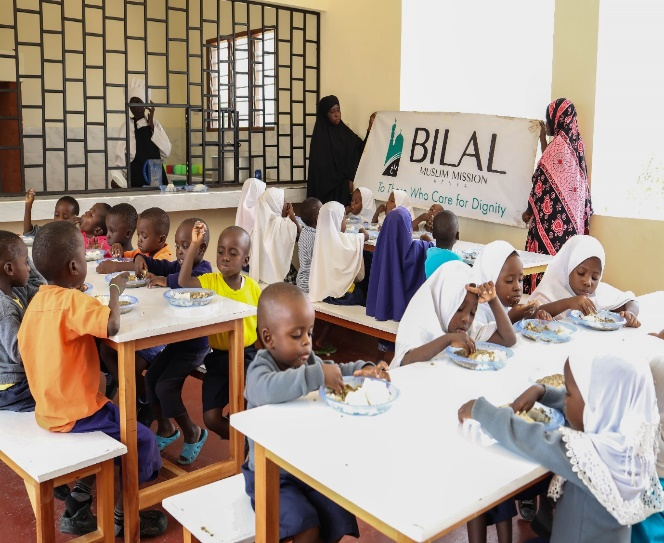 BILAL
MUSLIM MISSION
To Those Who Care for Dignity